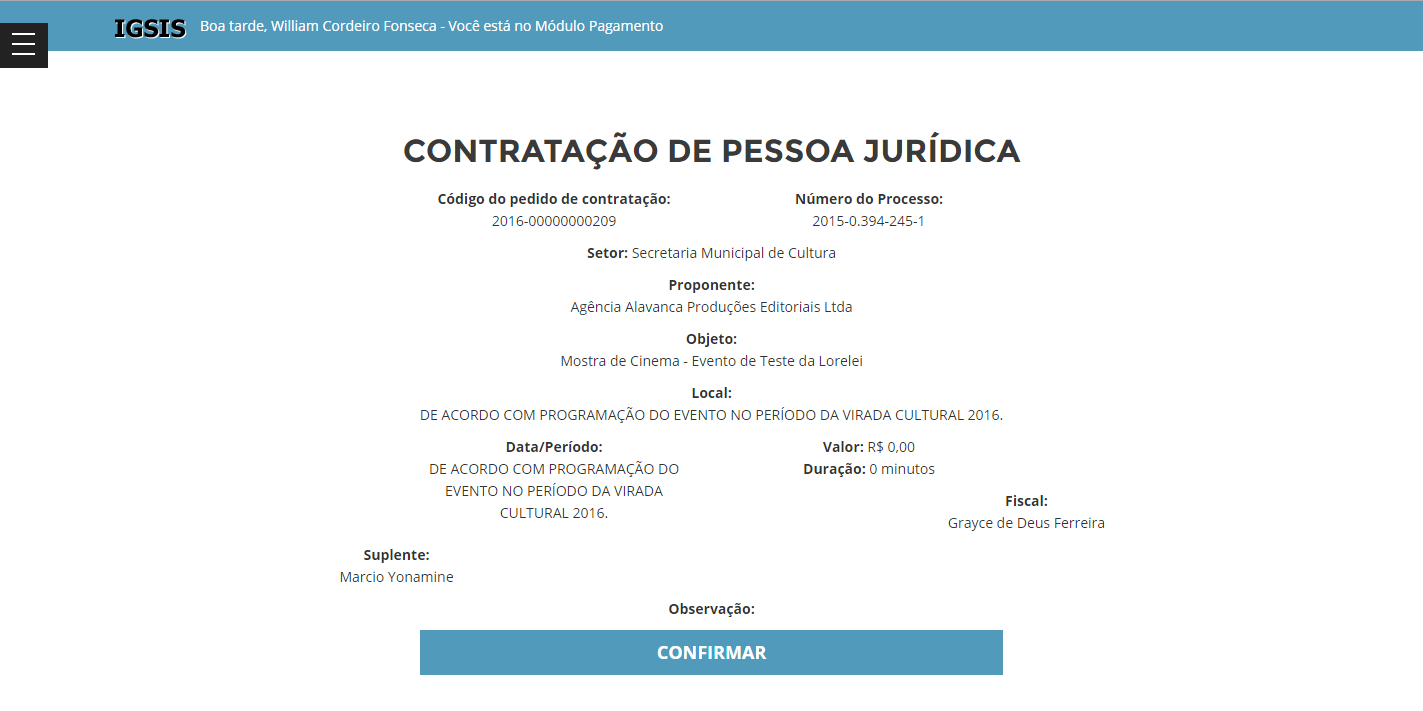 IGSIS Boa tarde, William Cordeiro Fonseca - Você está no Módulo Pagamento
CONTRATAÇÃO DE PESSOA JURÍDICA
Código do pedido de contratação:
2016-00000000209
Número do Processo:
2015-0.394-245-1
Setor: Secretaria Municipal de Cultura
Proponente:
Agência Alavanca Produções Editoriais Ltda
Objeto:
Mostra de Cinema - Evento de Teste da Lorelei
Local:
DE ACORDO COM PROGRAMAÇÃO DO EVENTO NO PERÍODO DA VIRADA CULTURAL 2016.
Data/Período:
DE ACORDO COM PROGRAMAÇÃO DO
EVENTO NO PERÍODO DA VIRADA
CULTURAL 2016.
Valor: R$ 0,00
Duração: 0 minutos
Fiscal:
Grayce de Deus Ferreira
Suplente:
Marcio Yonamine
Observação:
CONFIRMAR